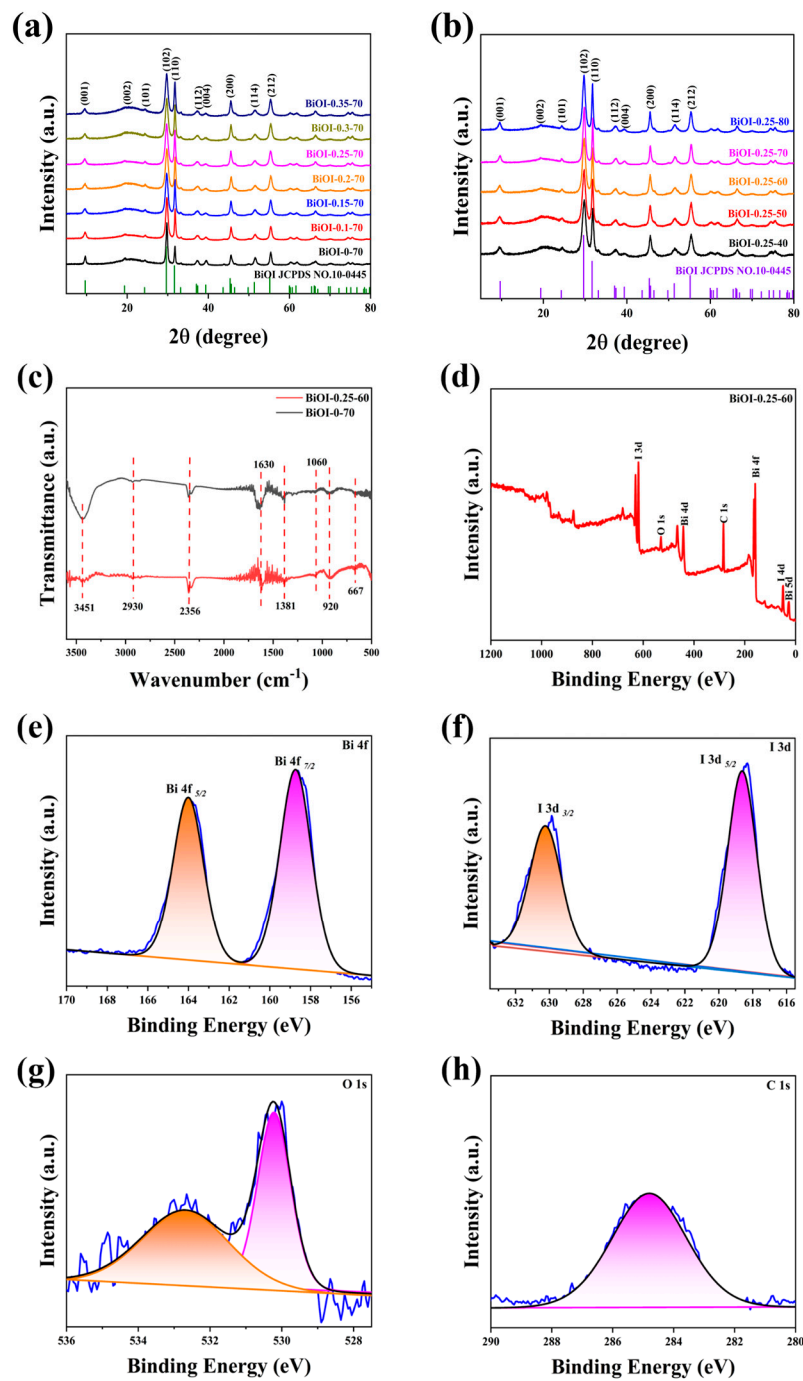 (a)
Intensity (a.u.)
(001)
(002)
(101)
(102)
(110)
(112)
(004)
(200)
(114)
(212)
BiOI-0.35-70
BiOI-0.3-70
BiOI-0.25-70
BiOI-0.2-70
BiOI-0.15-70
BiOI-0.1-70
BiOI-0-70
BiOI JCPDS NO.10-0445
20 40 60 80
2θ (degree)
(b)
Intensity (a.u.)
(001)
(002)
(101)
(102)
(110)
(112)
(004)
(200)
(114)
(212)
BiOI-0.25-80
BiOI-0.25-70
BiOI-0.25-60
BiOI-0.25-50
BiOI-0.25-40
BiOI JCPDS NO.10-0445
20 40 60 80
2θ (degree)
(c)
Transmittance (a.u.)
BiOI-0.25-60
BiOI-0-70
1630 1060
3451 2930 2356 1381 920 667
3500 3000 2500 2000 1500 1000 500
Wavenumber (cm⁻¹)
(d)
Intensity (a.u.)
BiOI-0.25-60
I 3d
O 1s
Bi 4d
C 1s
Bi 4f
I 4d
Bi 5d
1200 1000 800 600 400 200 0
Binding Energy (eV)
(e)
Intensity (a.u.)
Bi 4f
Bi 4f 5/2
Bi 4f 7/2
170 168 166 164 162 160 158 156
Binding Energy (eV)
(f)
Intensity (a.u.)
I 3d
I 3d 3/2
I 3d 5/2
632 630 628 626 624 622 620 618 616
Binding Energy (eV)
(g)
Intensity (a.u.)
O 1s
536 535 534 533 532 531 530 529 528
Binding Energy (eV)
(h)
Intensity (a.u.)
C 1s
290 288 286 284 282 280
Binding Energy (eV)